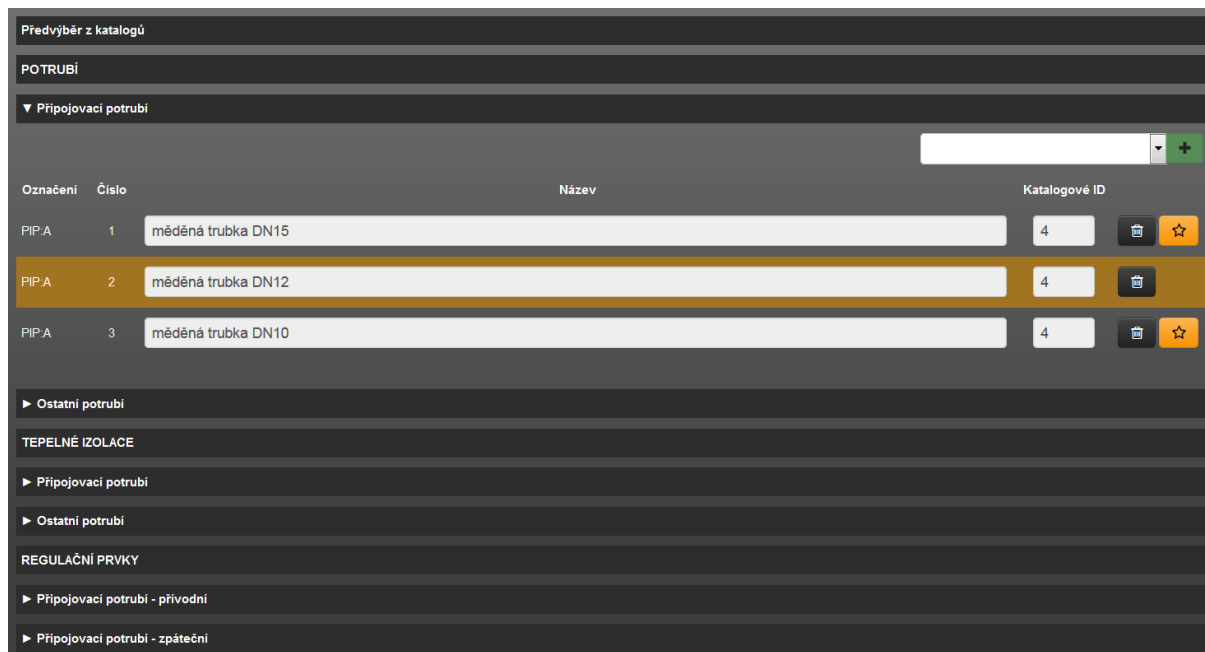 Předvýběr z katalogů
POTRUBÍ
▼ Připojovací potrubí
Označení Číslo Název Katalogové ID
PIP:A 1 měděná trubka DN15 4
PIP:A 2 měděná trubka DN12 4
PIP:A 3 měděná trubka DN10 4
► Ostatní potrubí
TEPELNÉ IZOLACE
► Připojovací potrubí
► Ostatní potrubí
REGULAČNÍ PRVKY
► Připojovací potrubí - přívodní
► Připojovací potrubí - zpáteční